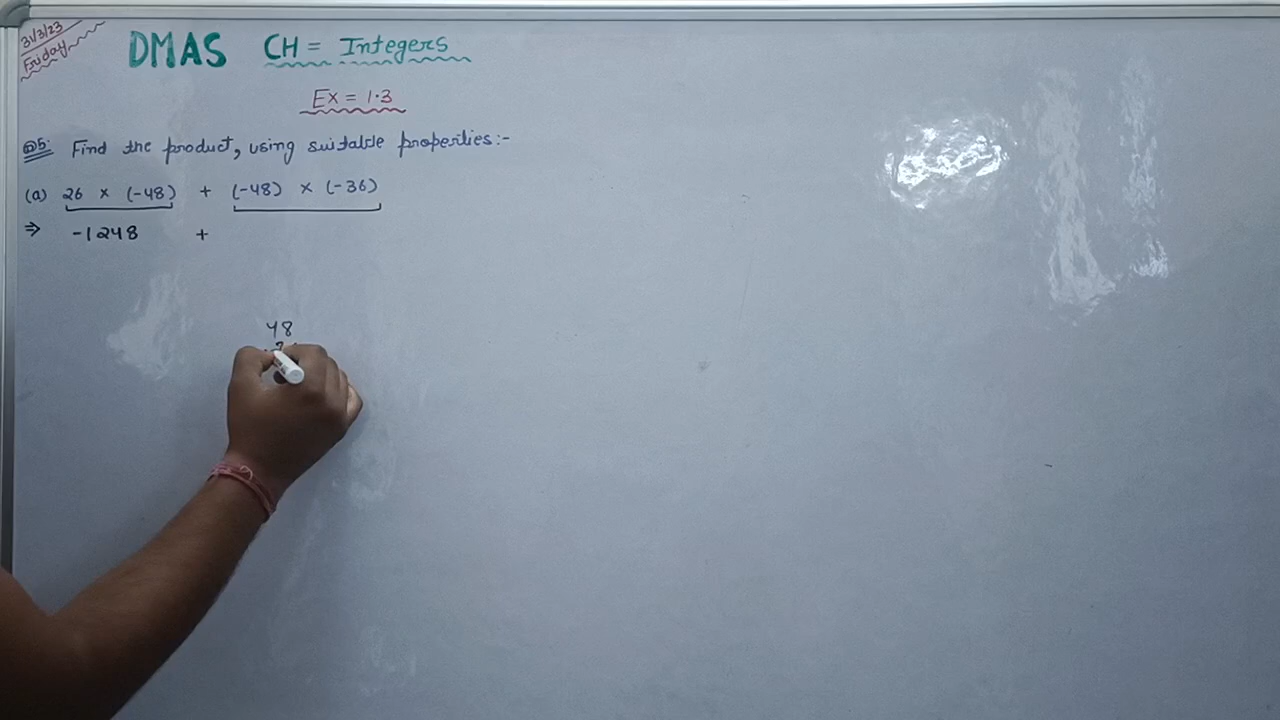 31/3/23
Friday
DMAS CH = Integers
Ex = 1.3
Q5: Find the product, using suitable properties:-
(a) 26 × (-48) + (-48) × (-36)
⇒ -1248 +
48